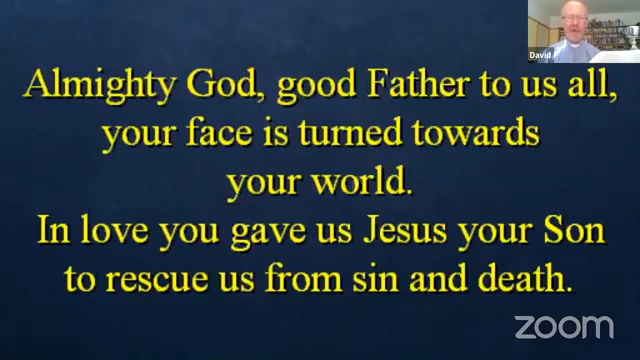 David
Almighty God, good Father to us all,
your face is turned towards
your world.
In love you gave us Jesus your Son
to rescue us from sin and death.
zoom